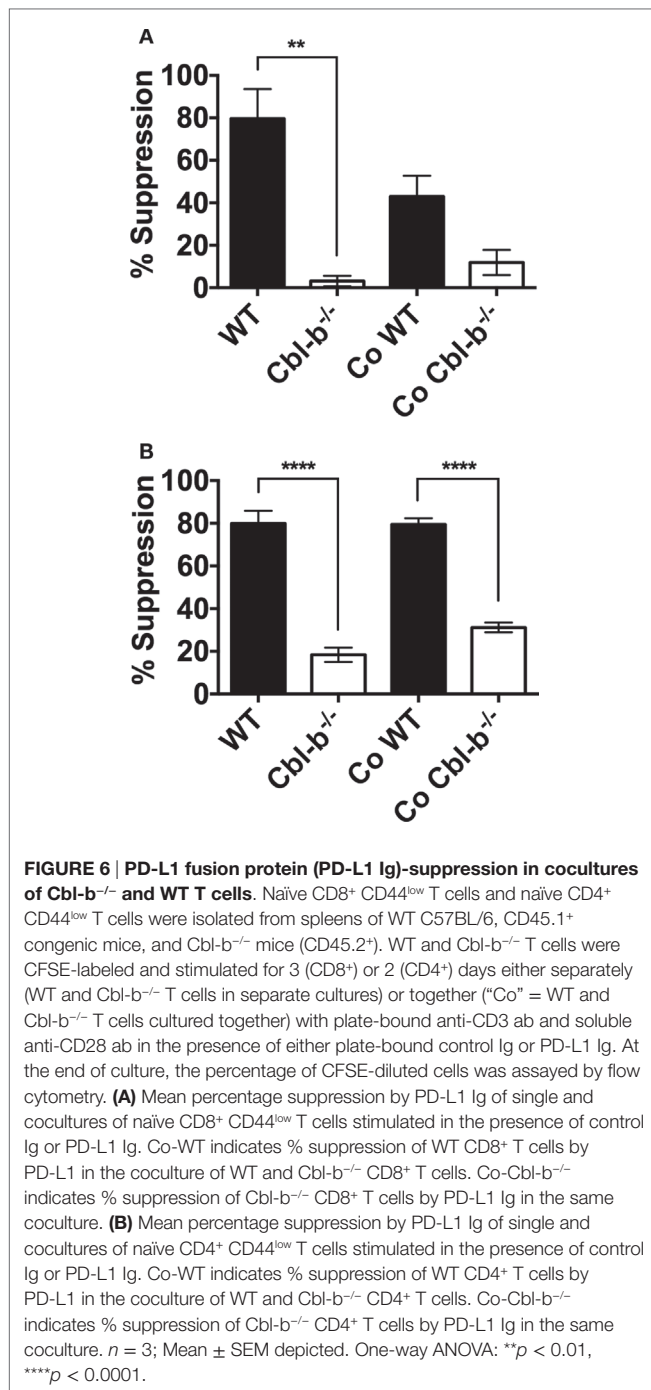 A
**
% Suppression
100
80
60
40
20
0
WT
Cbl-b⁻/⁻
Co WT
Co Cbl-b⁻/⁻
B
****
****
% Suppression
100
80
60
40
20
0
WT
Cbl-b⁻/⁻
Co WT
Co Cbl-b⁻/⁻
FIGURE 6 | PD-L1 fusion protein (PD-L1 Ig)-suppression in cocultures
of Cbl-b⁻/⁻ and WT T cells. Naïve CD8⁺ CD44ˡᵒʷ T cells and naïve CD4⁺
CD44ˡᵒʷ T cells were isolated from spleens of WT C57BL/6, CD45.1⁺
congenic mice, and Cbl-b⁻/⁻ mice (CD45.2⁺). WT and Cbl-b⁻/⁻ T cells were
CFSE-labeled and stimulated for 3 (CD8⁺) or 2 (CD4⁺) days either separately
(WT and Cbl-b⁻/⁻ T cells in separate cultures) or together (“Co” = WT and
Cbl-b⁻/⁻ T cells cultured together) with plate-bound anti-CD3 ab and soluble
anti-CD28 ab in the presence of either plate-bound control Ig or PD-L1 Ig. At
the end of culture, the percentage of CFSE-diluted cells was assayed by flow
cytometry. (A) Mean percentage suppression by PD-L1 Ig of single and
cocultures of naïve CD8⁺ CD44ˡᵒʷ T cells stimulated in the presence of control
Ig or PD-L1 Ig. Co-WT indicates % suppression of WT CD8⁺ T cells by
PD-L1 in the coculture of WT and Cbl-b⁻/⁻ CD8⁺ T cells. Co-Cbl-b⁻/⁻
indicates % suppression of Cbl-b⁻/⁻ CD8⁺ T cells by PD-L1 Ig in the same
coculture. (B) Mean percentage suppression by PD-L1 Ig of single and
cocultures of naïve CD4⁺ CD44ˡᵒʷ T cells stimulated in the presence of control
Ig or PD-L1 Ig. Co-WT indicates % suppression of WT CD4⁺ T cells by
PD-L1 in the coculture of WT and Cbl-b⁻/⁻ CD4⁺ T cells. Co-Cbl-b⁻/⁻
indicates % suppression of Cbl-b⁻/⁻ CD4⁺ T cells by PD-L1 Ig in the same
coculture. n = 3; Mean ± SEM depicted. One-way ANOVA: **p < 0.01,
****p < 0.0001.